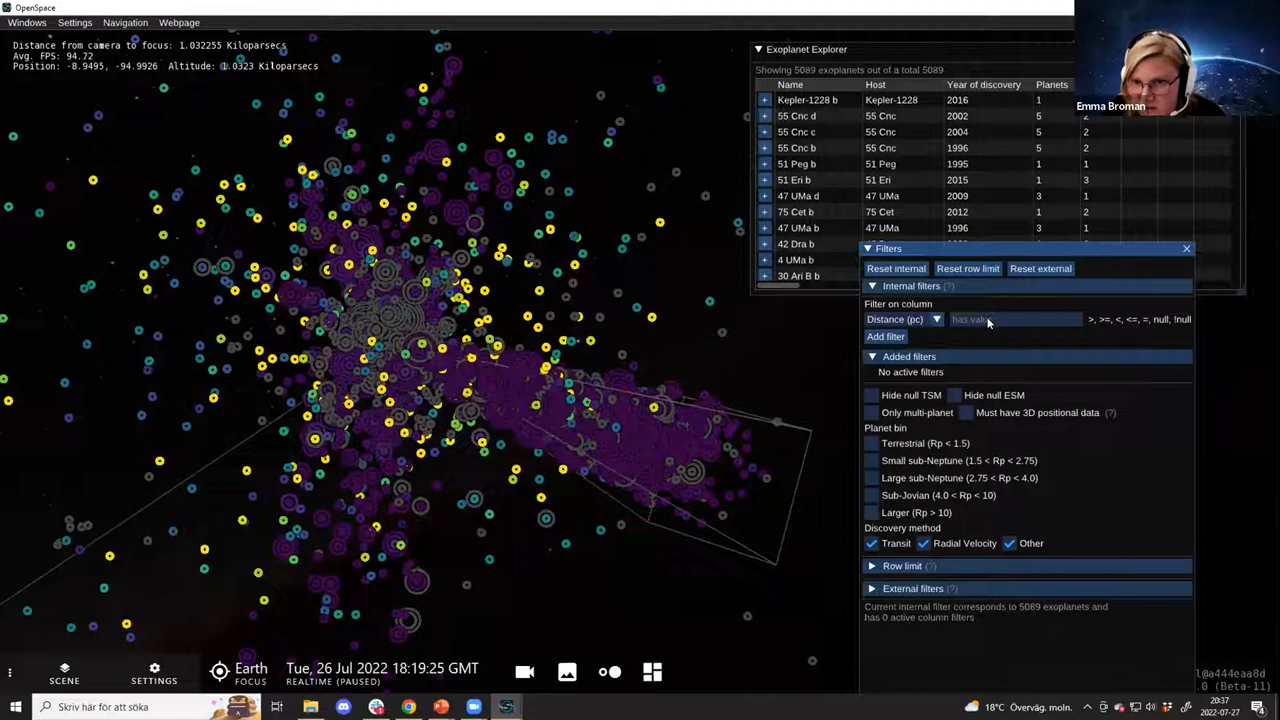 OpenSpace
Windows Settings Navigation Webpage
Distance from camera to focus: 1.032255 Kiloparsecs
Avg. FPS: 94.72
Position: -8.9495, -94.9926 Altitude: 1.0323 Kiloparsecs
Exoplanet Explorer
Showing 5089 exoplanets out of a total 5089
Name Host Year of discovery Planets
+ Kepler-1228 b Kepler-1228 2016 1
+ 55 Cnc d 55 Cnc 2002 5 2
+ 55 Cnc c 55 Cnc 2004 5 2
+ 55 Cnc b 55 Cnc 1996 5 2
+ 51 Peg b 51 Peg 1995 1 1
+ 51 Eri b 51 Eri 2015 1 3
+ 47 UMa d 47 UMa 2009 3 1
+ 75 Cet b 75 Cet 2012 1 2
+ 47 UMa b 47 UMa 1996 3 1
+ 42 Dra b
+ 4 UMa b
+ 30 Ari B b
Emma Broman
Filters
Reset internal Reset row limit Reset external
Internal filters (?)
Filter on column
Distance (pc) has value >, >=, <, <=, =, null, !null
Add filter
Added filters
No active filters
Hide null TSM Hide null ESM
Only multi-planet Must have 3D positional data (?)
Planet bin
Terrestrial (Rp < 1.5)
Small sub-Neptune (1.5 < Rp < 2.75)
Large sub-Neptune (2.75 < Rp < 4.0)
Sub-Jovian (4.0 < Rp < 10)
Larger (Rp > 10)
Discovery method
Transit Radial Velocity Other
Row limit (?)
External filters (?)
Current internal filter corresponds to 5089 exoplanets and
has 0 active column filters
SCENE
SETTINGS
Earth
FOCUS
Tue, 26 Jul 2022 18:19:25 GMT
REALTIME (PAUSED)
l@a444eaa8d
.0 (Beta-11)
Skriv här för att söka
18°C Överväg. moln.
20:37
2022-07-27